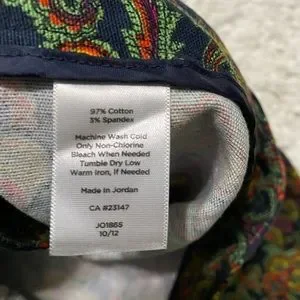 97% Cotton
3% Spandex
Machine Wash Cold
Only Non-Chlorine
Bleach When Needed
Tumble Dry Low
Warm Iron, If Needed
Made in Jordan
CA #23147
JO1865
10/12